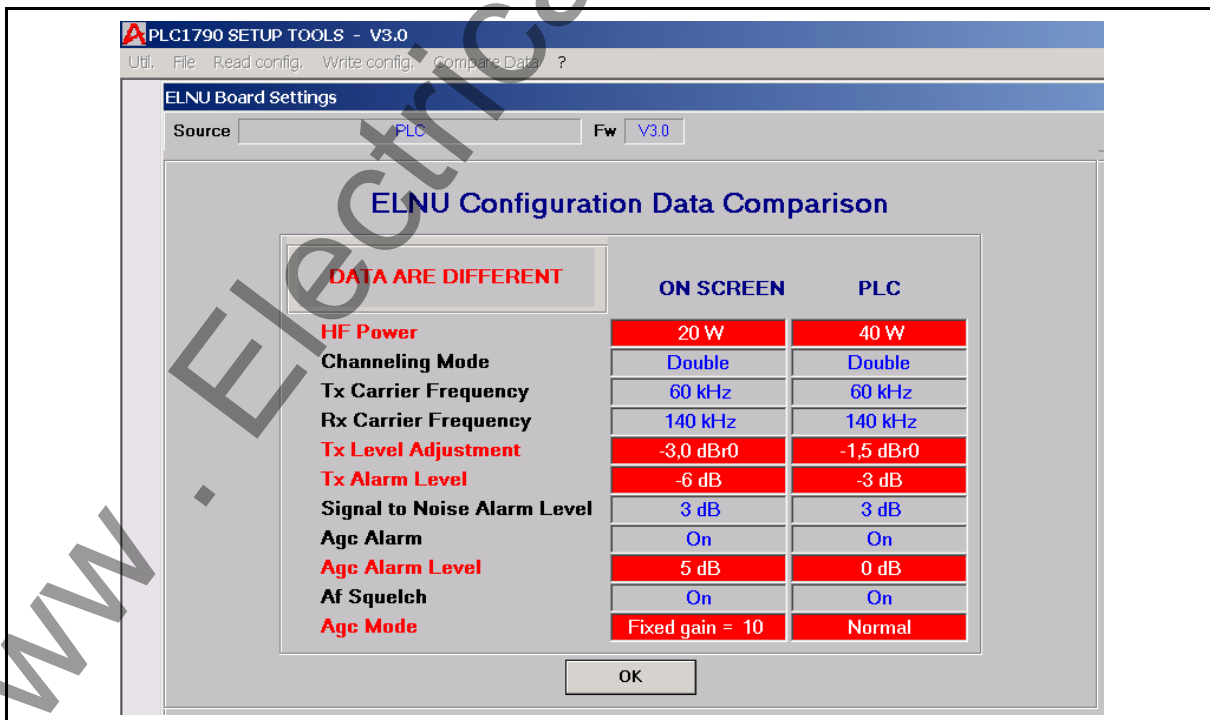 PLC1790 SETUP TOOLS - V3.0
Util. File Read config. Write config. Compare Data ?
ELNU Board Settings
Source PLC Fw V3.0
ELNU Configuration Data Comparison
DATA ARE DIFFERENT ON SCREEN PLC
HF Power 20 W 40 W
Channeling Mode Double Double
Tx Carrier Frequency 60 kHz 60 kHz
Rx Carrier Frequency 140 kHz 140 kHz
Tx Level Adjustment -3,0 dBr0 -1,5 dBr0
Tx Alarm Level -6 dB -3 dB
Signal to Noise Alarm Level 3 dB 3 dB
Agc Alarm On On
Agc Alarm Level 5 dB 0 dB
Af Squelch On On
Agc Mode Fixed gain = 10 Normal
OK
ww . Electrica